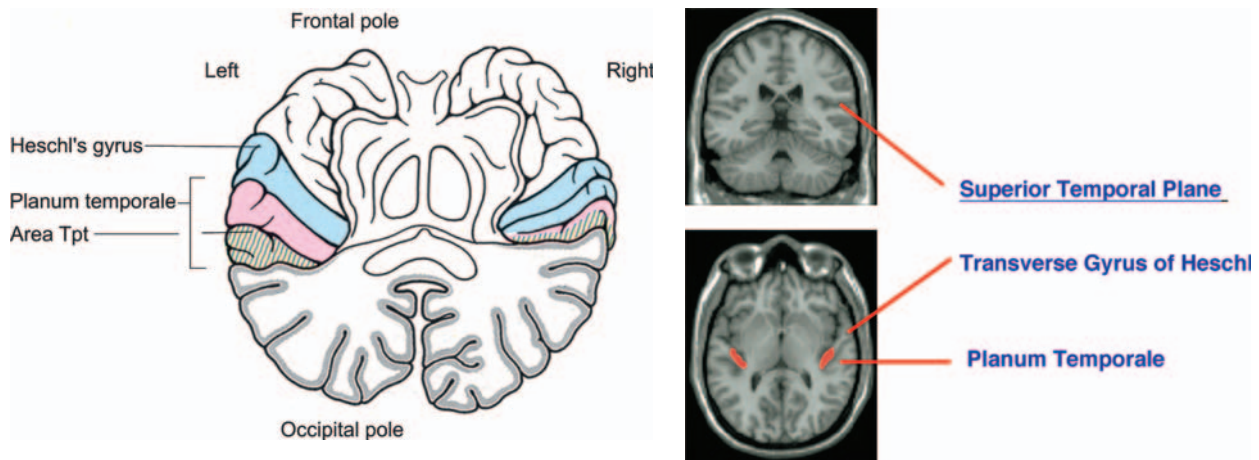 Frontal pole
Left
Right
Heschl's gyrus
Planum temporale
Area Tpt
Occipital pole
Superior Temporal Plane
Transverse Gyrus of Heschl
Planum Temporale